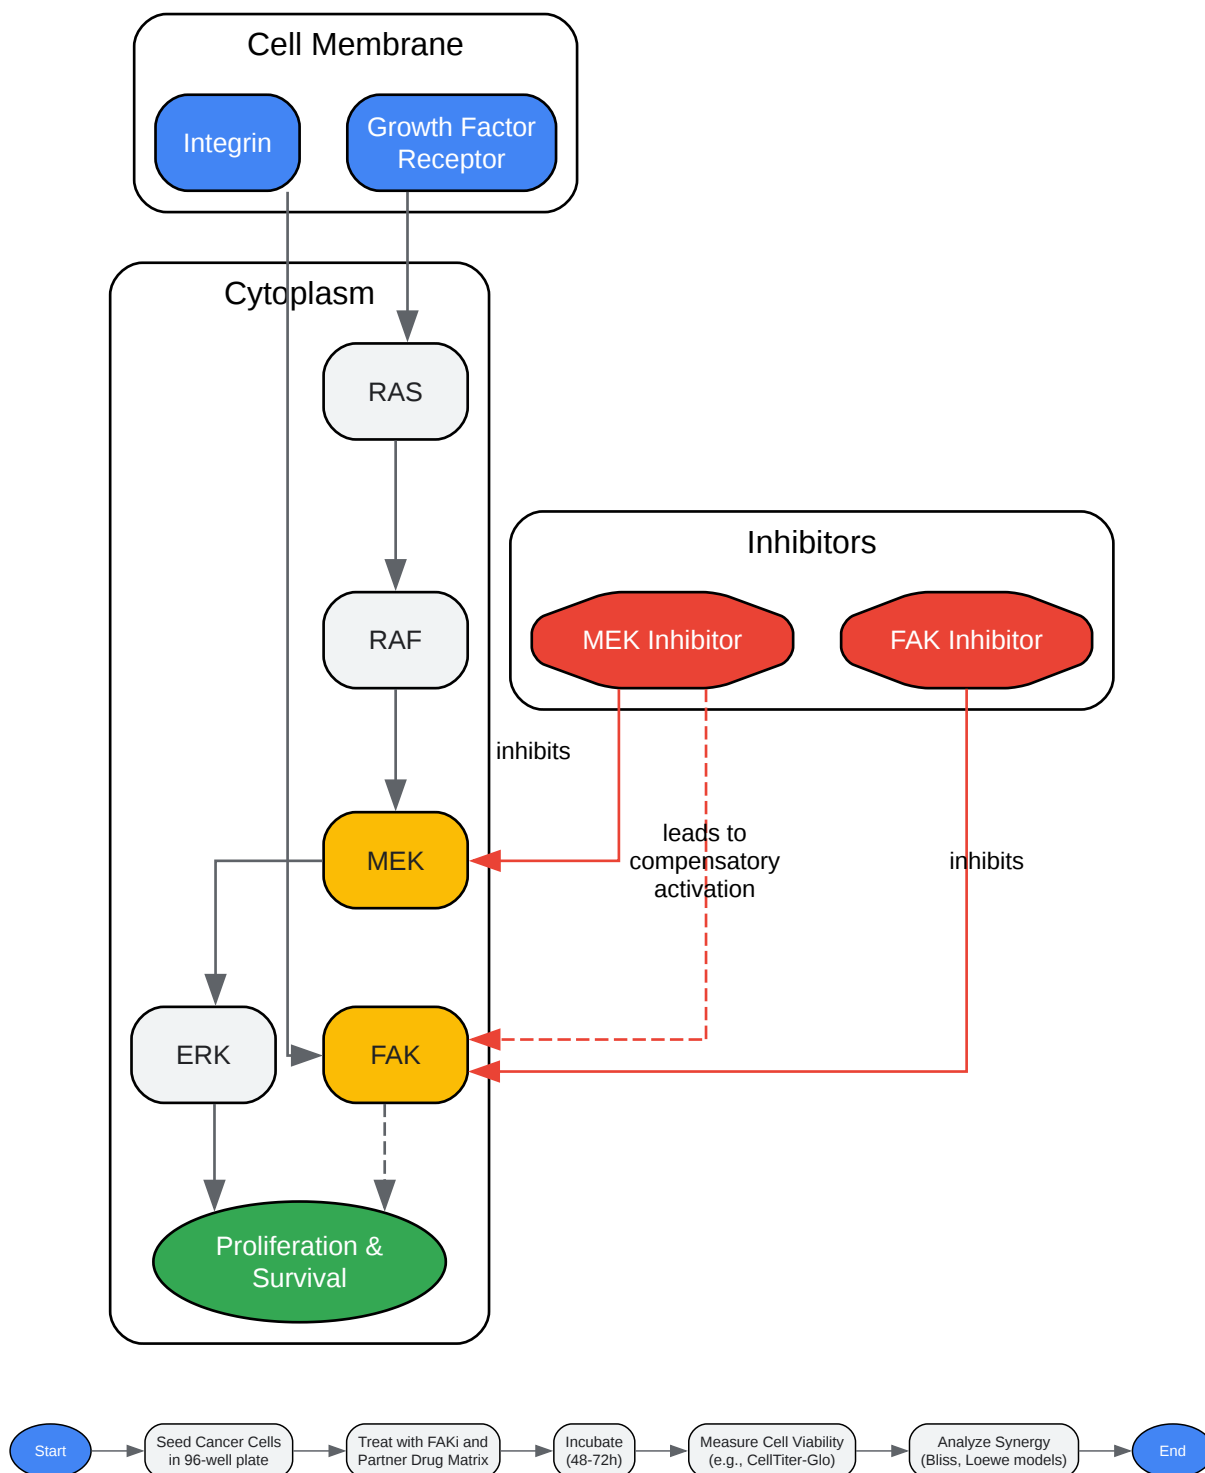 Cell Membrane
Integrin
Growth Factor
Receptor
Cytoplasm
RAS
Inhibitors
RAF
MEK Inhibitor
FAK Inhibitor
inhibits
MEK
leads to
compensatory
activation
inhibits
ERK
FAK
Proliferation &
Survival
Start
Seed Cancer Cells
in 96-well plate
Treat with FAKi and
Partner Drug Matrix
Incubate
(48-72h)
Measure Cell Viability
(e.g., CellTiter-Glo)
Analyze Synergy
(Bliss, Loewe models)
End